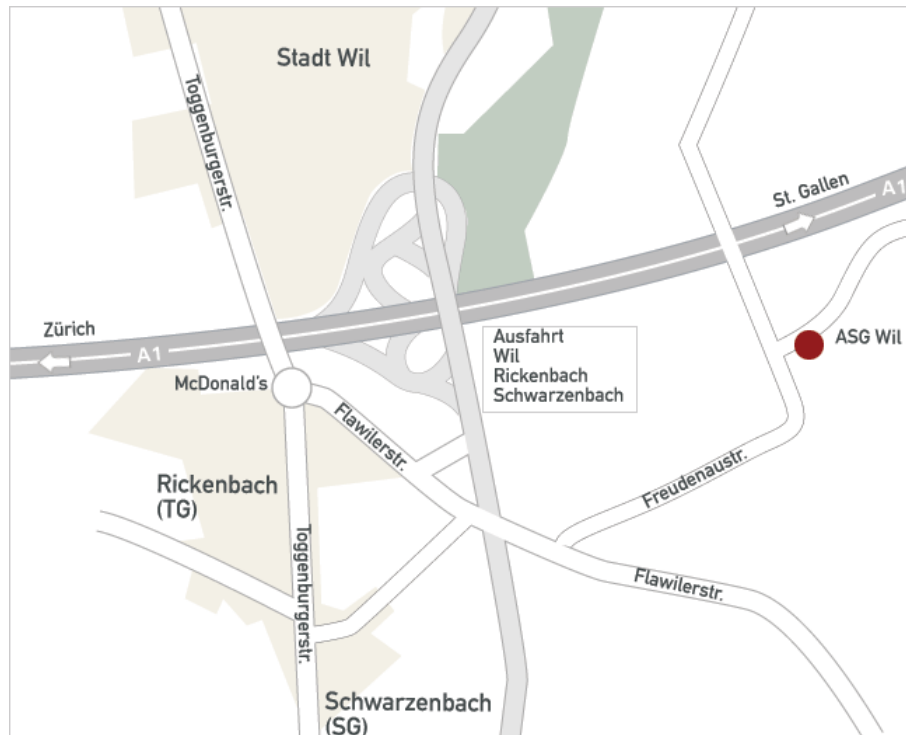 Stadt Wil
Toggenburgerstr.
St. Gallen
A1
Zürich
A1
Ausfahrt
Wil
Rickenbach
Schwarzenbach
ASG Wil
McDonald's
Flawilerstr.
Rickenbach
(TG)
Freudenaustr.
Toggenburgerstr.
Flawilerstr.
Schwarzenbach
(SG)